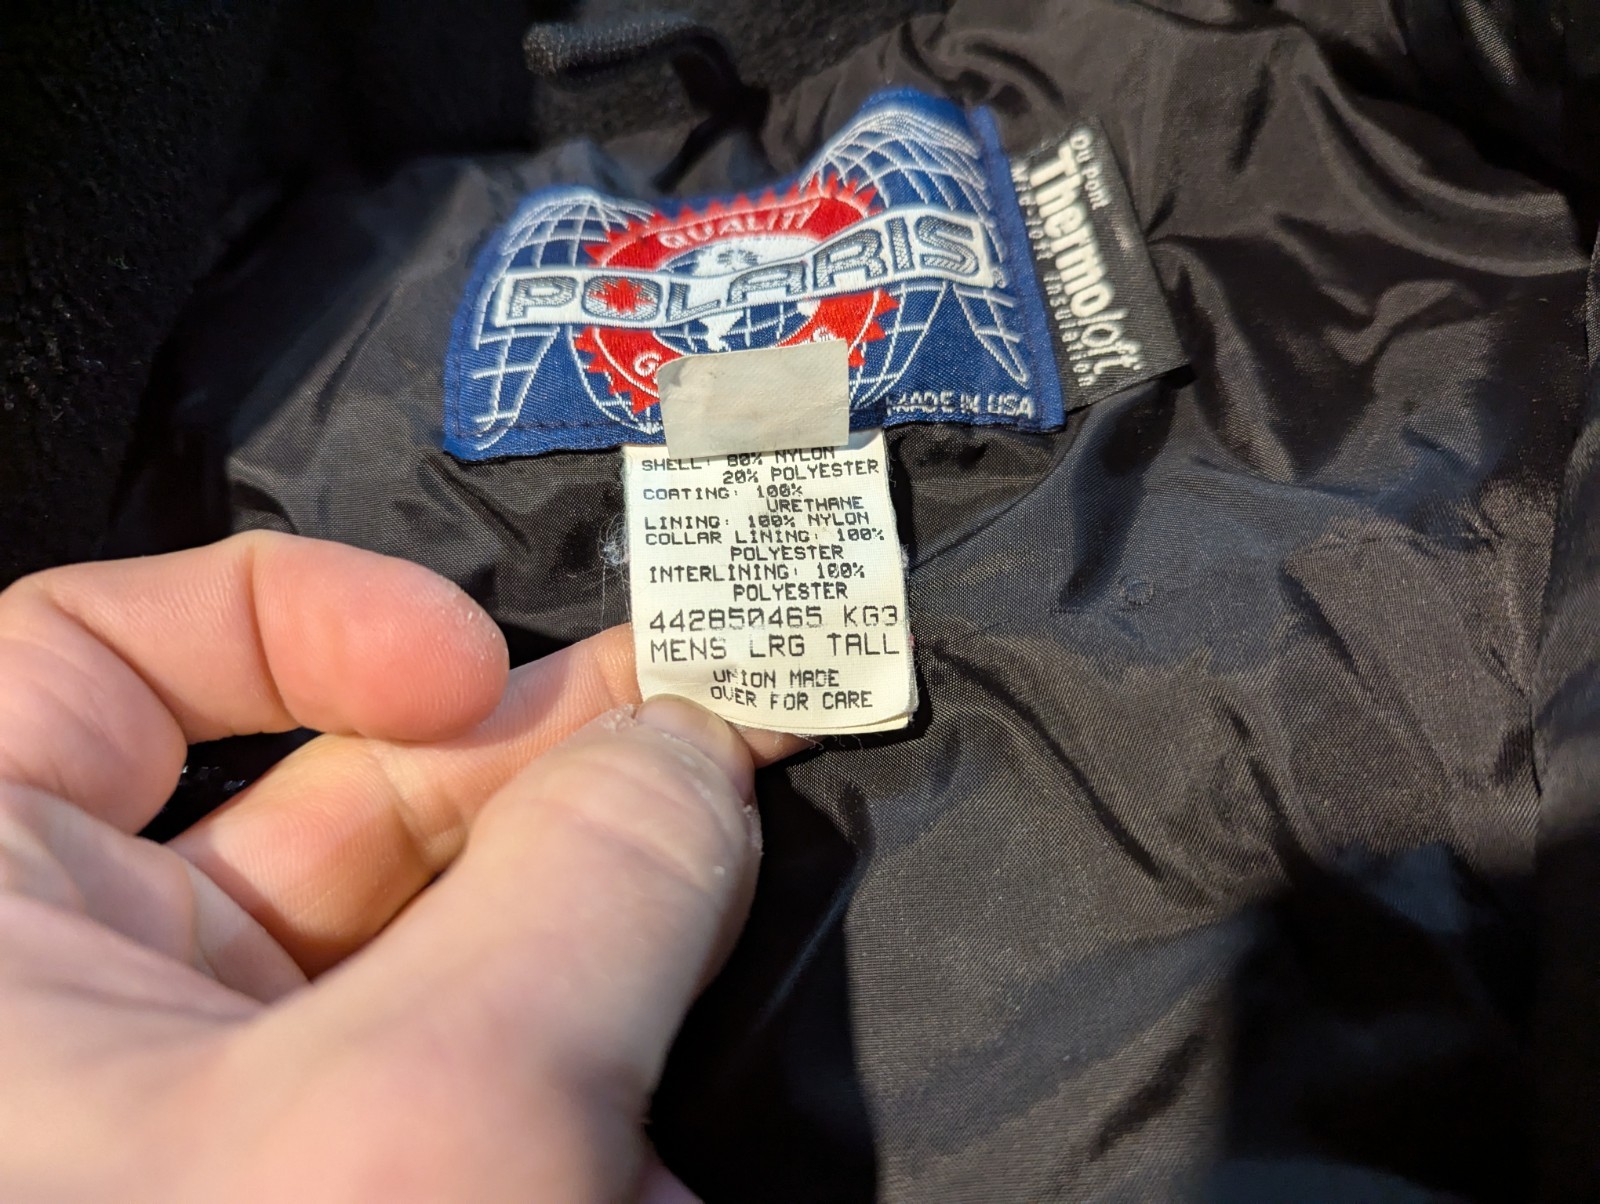 QUALITY
POLARIS
MADE IN USA
Du Pont
Thermoloft
Micro-loft Insulation
SHELL: 80% NYLON
20% POLYESTER
COATING: 100%
URETHANE
LINING: 100% NYLON
COLLAR LINING: 100%
POLYESTER
INTERLINING: 100%
POLYESTER
442850465 KG3
MENS LRG TALL
UNION MADE
OVER FOR CARE